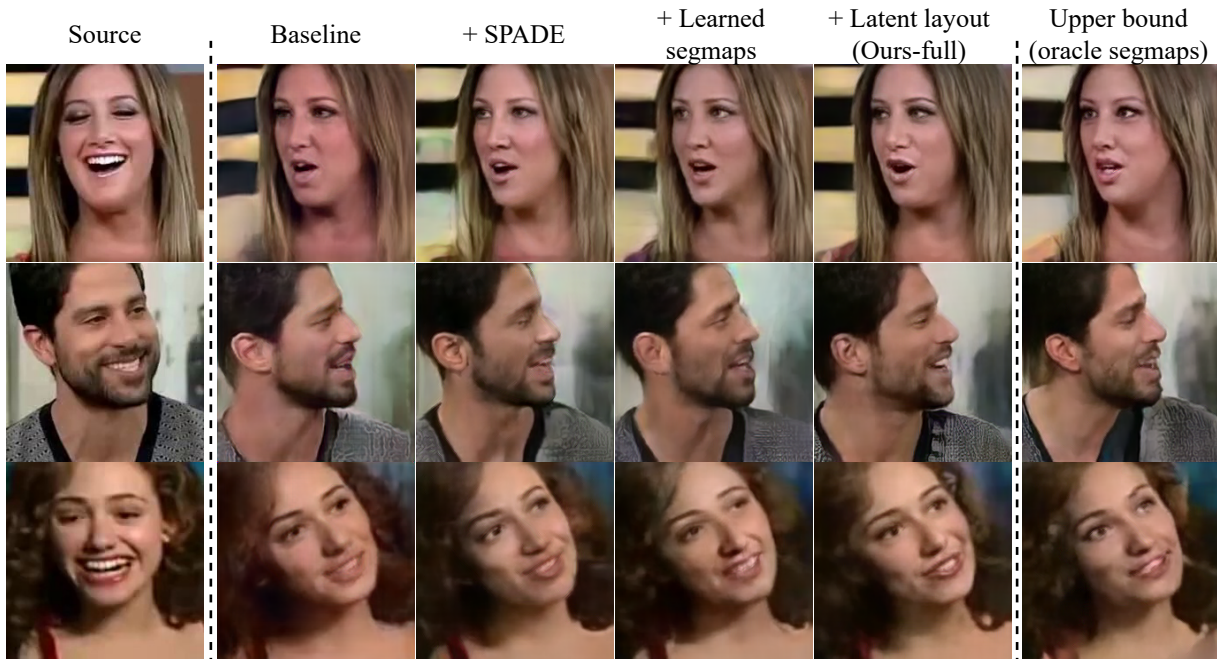 Source
Baseline
+ SPADE
+ Learned
segmaps
+ Latent layout
(Ours-full)
Upper bound
(oracle segmaps)